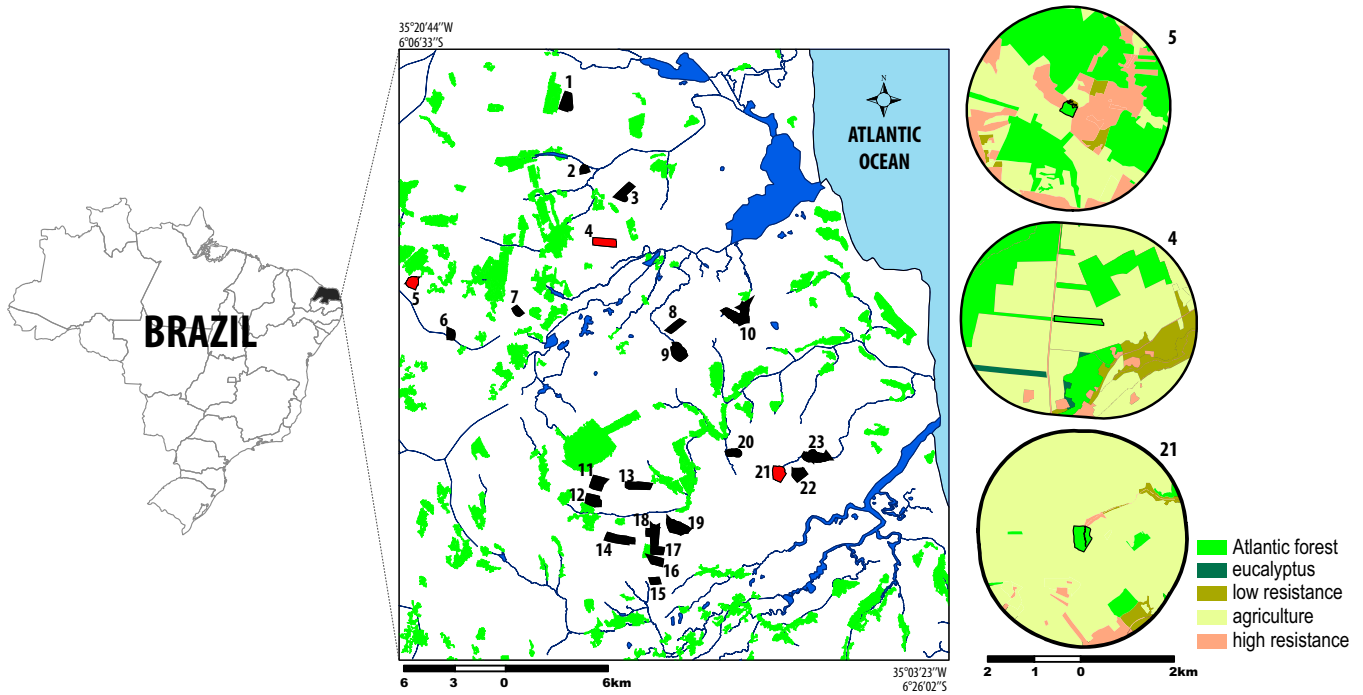 BRAZIL
35°20'44''W
6°06'33''S
1
2
3
4
5
6
7
8
9
10
11
12
13
14
15
16
17
18
19
20
21
22
23
N
ATLANTIC
OCEAN
6 3 0 6km
35°03'23''W
6°26'02''S
5
4
21
Atlantic forest
eucalyptus
low resistance
agriculture
high resistance
2 1 0 2km